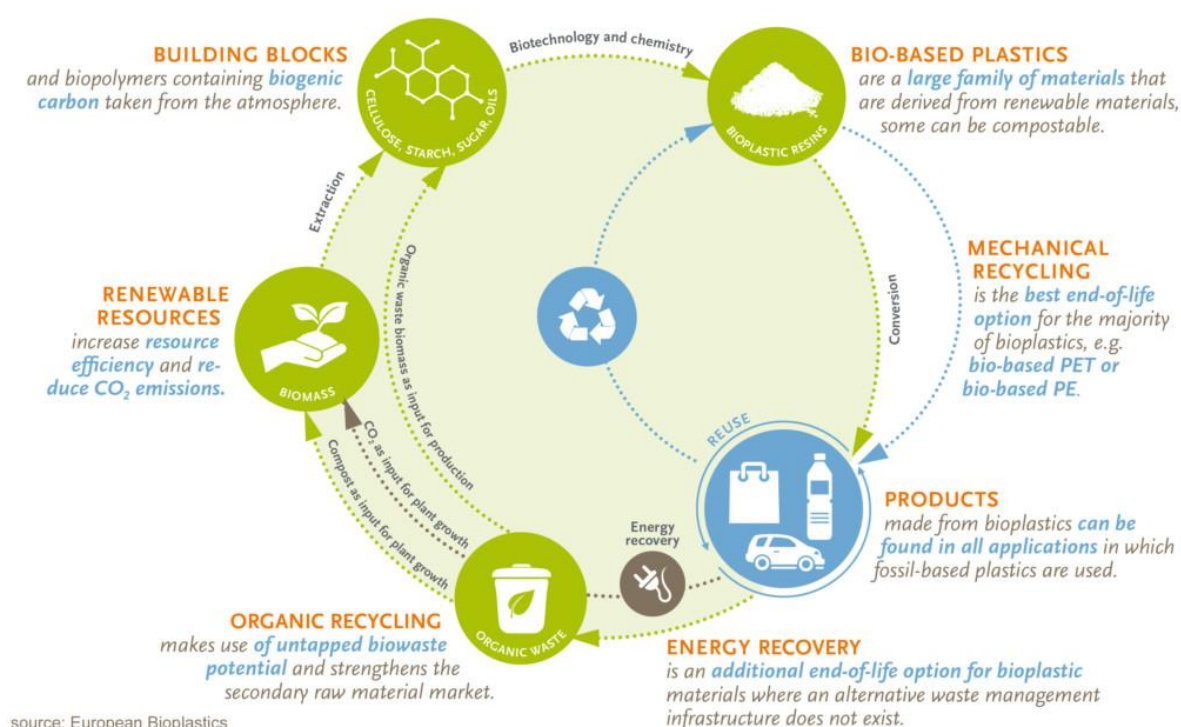 BUILDING BLOCKS
and biopolymers containing biogenic
carbon taken from the atmosphere.
CELLULOSE, STARCH, SUGAR, OILS
Biotechnology and chemistry
BIOPLASTIC RESINS
BIO-BASED PLASTICS
are a large family of materials that
are derived from renewable materials,
some can be compostable.
Extraction
Organic waste biomass as input for production
Conversion
MECHANICAL
RECYCLING
is the best end-of-life
option for the majority
of bioplastics, e.g.
bio-based PET or
bio-based PE.
RENEWABLE
RESOURCES
increase resource
efficiency and re-
duce CO₂ emissions.
BIOMASS
CO₂ as input for plant growth
Compost as input for plant growth
REUSE
PRODUCTS
made from bioplastics can be
found in all applications in which
fossil-based plastics are used.
Energy
recovery
ORGANIC WASTE
ORGANIC RECYCLING
makes use of untapped biowaste
potential and strengthens the
secondary raw material market.
ENERGY RECOVERY
is an additional end-of-life option for bioplastic
materials where an alternative waste management
infrastructure does not exist.
source: European Bioplastics